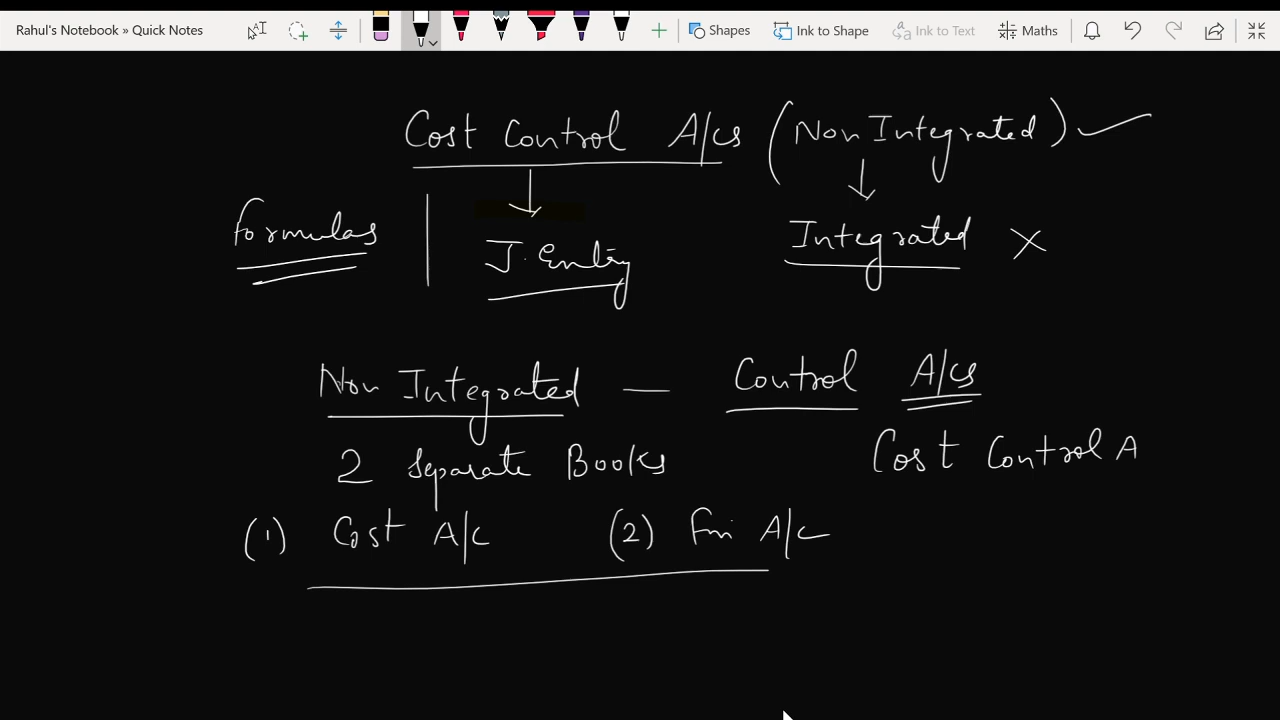 Rahul's Notebook » Quick Notes Shapes Ink to Shape Ink to Text Maths
Cost Control A/cs (Non Integrated)
Formulas J. Entry Integrated
Non Integrated — Control A/cs
2 Separate Books Cost Control A
(1) Cost A/c (2) Fin A/c